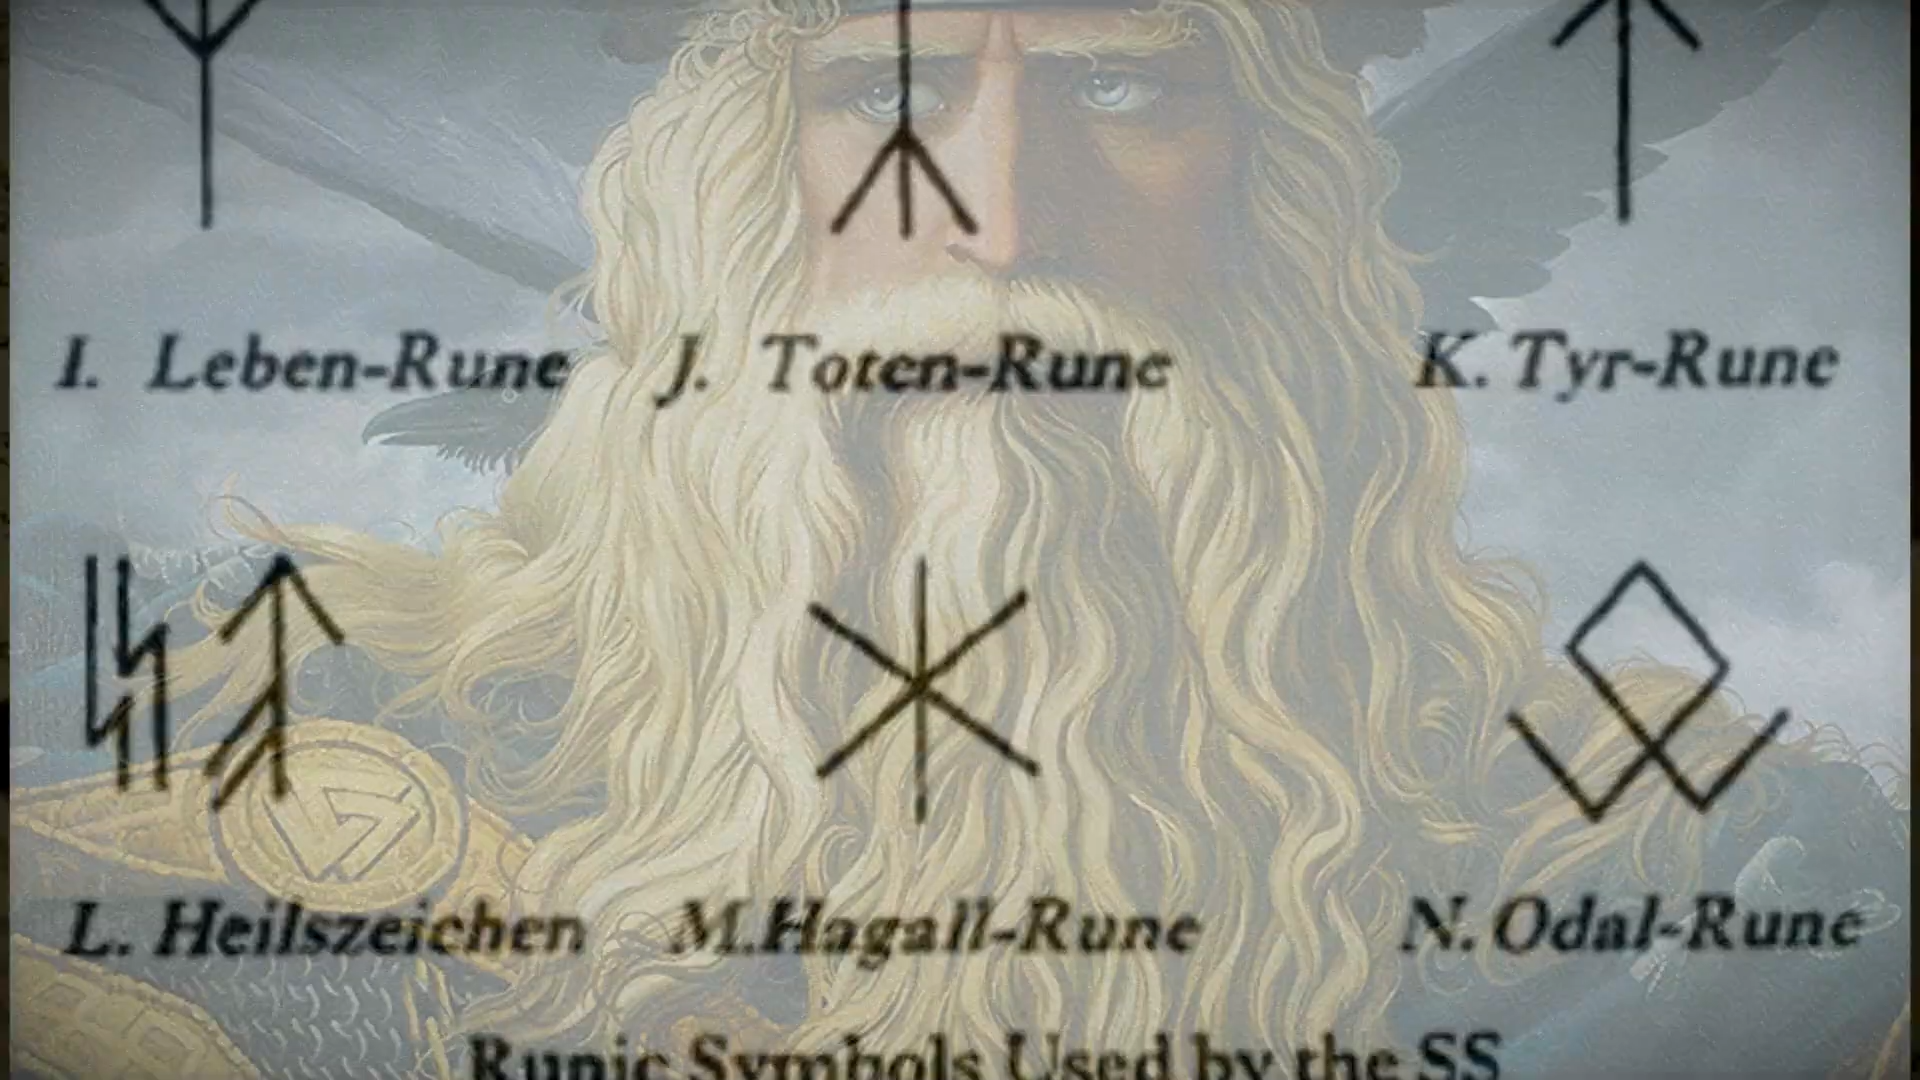 I. Leben-Rune J. Toten-Rune K. Tyr-Rune
L. Heilszeichen M. Hagall-Rune N. Odal-Rune
Runic Symbols Used by the SS